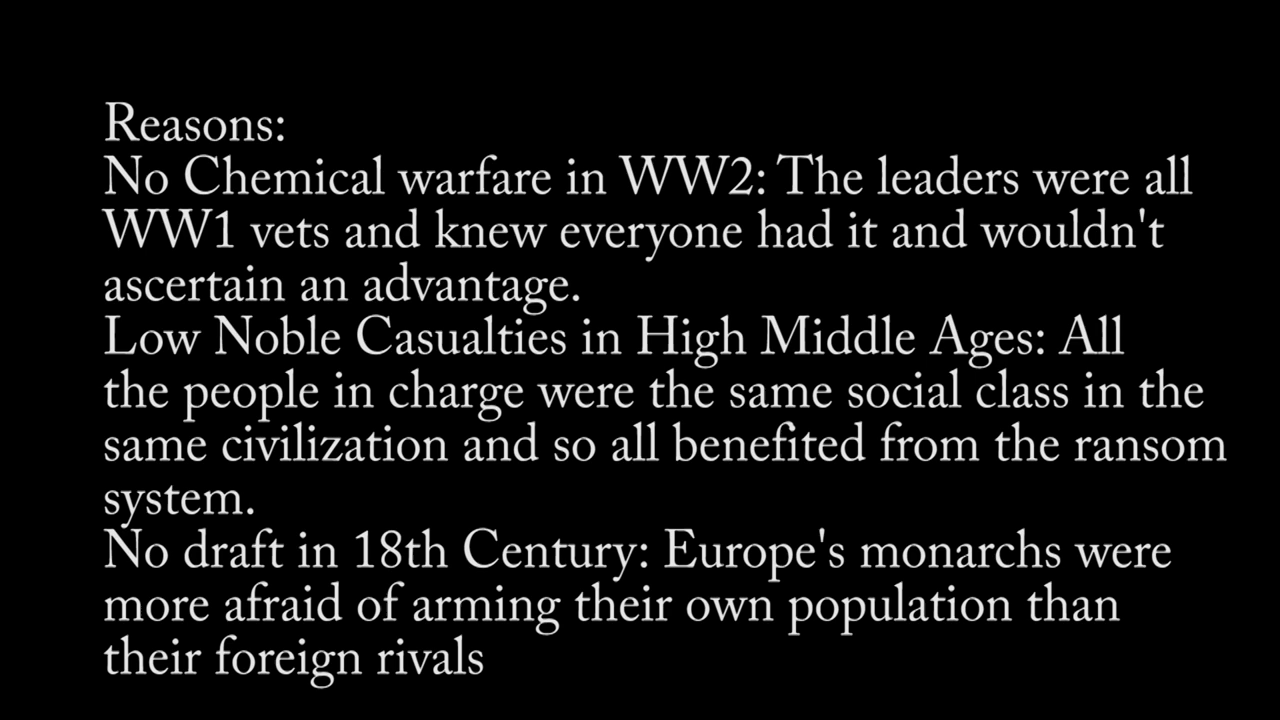 Reasons:
No Chemical warfare in WW2: The leaders were all
WW1 vets and knew everyone had it and wouldn't
ascertain an advantage.
Low Noble Casualties in High Middle Ages: All
the people in charge were the same social class in the
same civilization and so all benefited from the ransom
system.
No draft in 18th Century: Europe's monarchs were
more afraid of arming their own population than
their foreign rivals